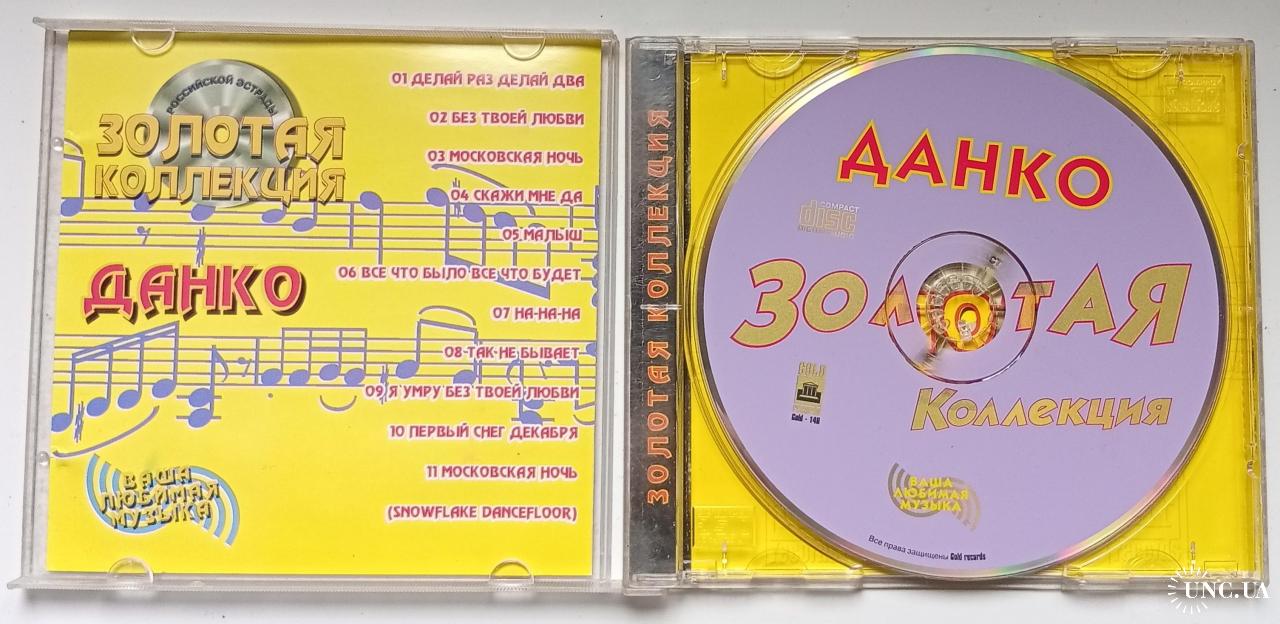 РОССИЙСКОЙ ЭСТРАДЫ
ЗОЛОТАЯ
КОЛЛЕКЦИЯ
ДАНКО
ВАША
ЛЮБИМАЯ
МУЗЫКА
01 ДЕЛАЙ РАЗ ДЕЛАЙ ДВА
02 БЕЗ ТВОЕЙ ЛЮБВИ
03 МОСКОВСКАЯ НОЧЬ
04 СКАЖИ МНЕ ДА
05 МАЛЫШ
06 ВСЕ ЧТО БЫЛО ВСЕ ЧТО БУДЕТ
07 НА-НА-НА
08 ТАК НЕ БЫВАЕТ
09 Я УМРУ БЕЗ ТВОЕЙ ЛЮБВИ
10 ПЕРВЫЙ СНЕГ ДЕКАБРЯ
11 МОСКОВСКАЯ НОЧЬ
(SNOWFLAKE DANCEFLOOR)
ЗОЛОТАЯ КОЛЛЕКЦИЯ
ДАНКО
COMPACT
disc
DIGITAL AUDIO
ЗОЛОТАЯ
GOLD
Gold - 148
Коллекция
ВАША
ЛЮБИМАЯ
МУЗЫКА
Все права защищены Gold records
UNC.UA